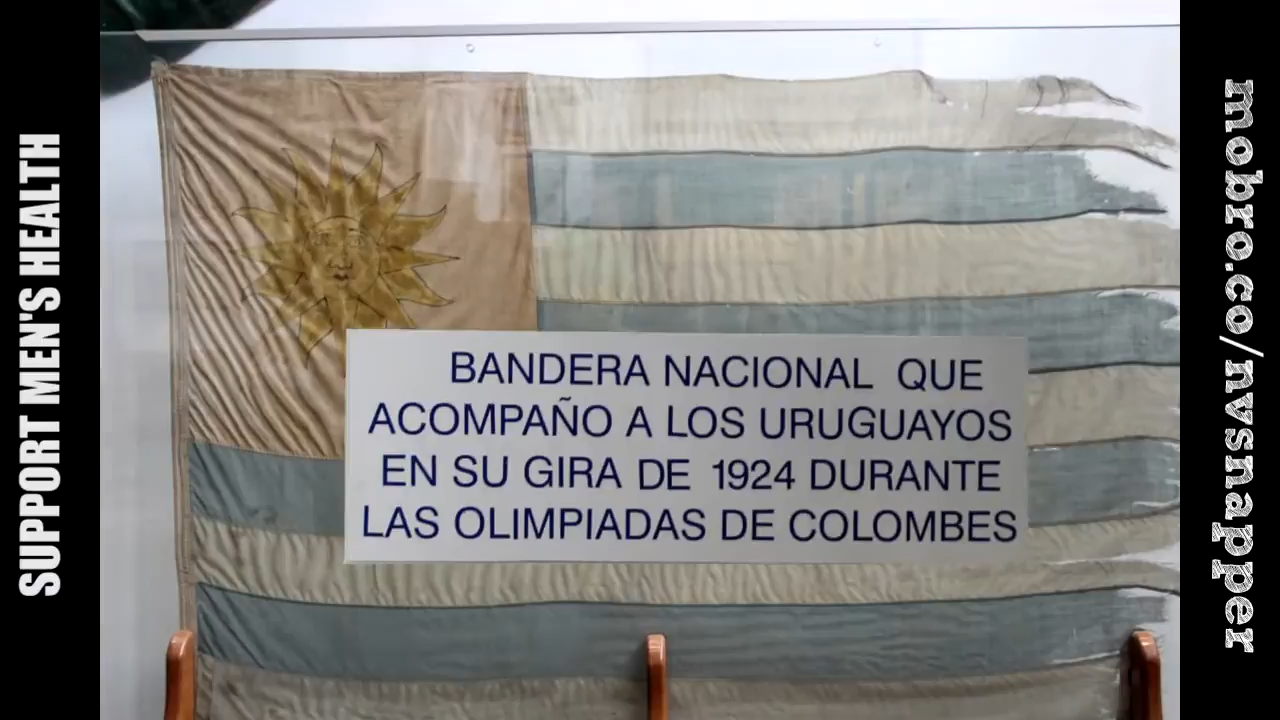 SUPPORT MEN'S HEALTH
BANDERA NACIONAL QUE
ACOMPAÑO A LOS URUGUAYOS
EN SU GIRA DE 1924 DURANTE
LAS OLIMPIADAS DE COLOMBES
mobro.co/nvsnapper